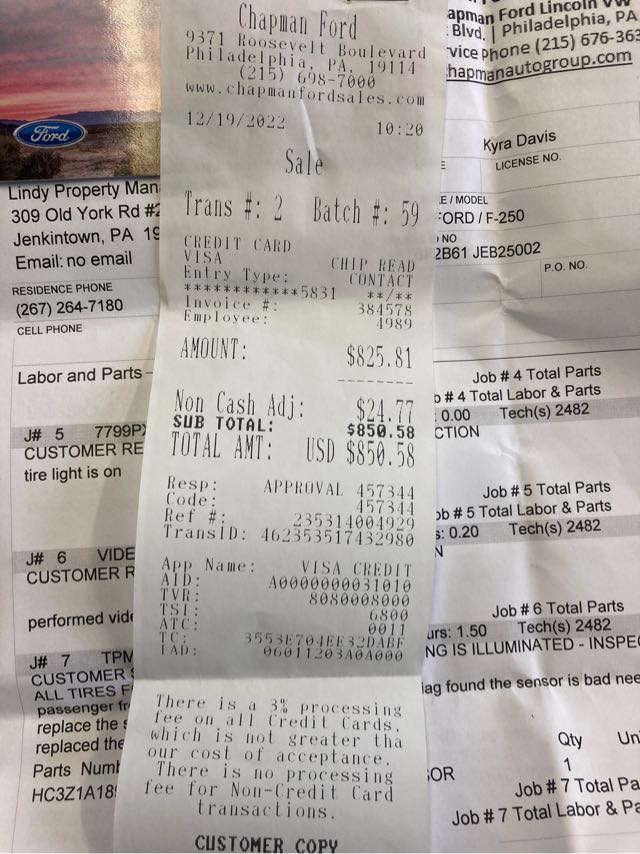 Chapman Ford
9371 Roosevelt Boulevard
Philadelphia, PA, 19114
(215) 698-7000
www.chapmanfordsales.com
12/19/2022 10:20
Sale
Trans #: 2 Batch #: 59
CREDIT CARD
VISA CHIP READ
Entry Type: CONTACT
************5831 **/**
Invoice #: 384578
Employee: 4989
AMOUNT: $825.81
--------
Non Cash Adj: $24.77
SUB TOTAL: $850.58
TOTAL AMT: USD $850.58
Resp: APPROVAL 457344
Code: 457344
Ref #: 235314004929
TransID: 462353517432980
App Name: VISA CREDIT
AID: A0000000031010
TVR: 8080008000
TSI: 6800
ATC: 0011
TC: 3553E704EE32DABF
IAD: 06011203A0A000
There is a 3% processing
fee on all Credit Cards,
which is not greater tha
our cost of acceptance.
There is no processing
fee for Non-Credit Card
transactions.
CUSTOMER COPY
Ford
Lindy Property Man
309 Old York Rd #2
Jenkintown, PA 19
Email: no email
RESIDENCE PHONE
(267) 264-7180
CELL PHONE
Labor and Parts
J# 5 7799P
CUSTOMER RE
tire light is on
J# 6 VIDE
CUSTOMER R
performed vide
J# 7 TPM
CUSTOMER
ALL TIRES F
passenger fr
replace the s
replaced the
Parts Numb
HC3Z1A18
apman Ford Lincoln VW
Blvd. | Philadelphia, PA
rvice Phone (215) 676-363
hapmanautogroup.com
Kyra Davis
LICENSE NO.
E / MODEL
FORD / F-250
NO
2B61 JEB25002
P.O. NO.
Job # 4 Total Parts
b # 4 Total Labor & Parts
0.00 Tech(s) 2482
CTION
Job # 5 Total Parts
ob # 5 Total Labor & Parts
s: 0.20 Tech(s) 2482
N
Job # 6 Total Parts
Job # 6 Total Labor & Parts
urs: 1.50 Tech(s) 2482
NG IS ILLUMINATED - INSPE
iag found the sensor is bad nee
Qty Un
1
SOR
Job # 7 Total Pa
Job # 7 Total Labor & Pa